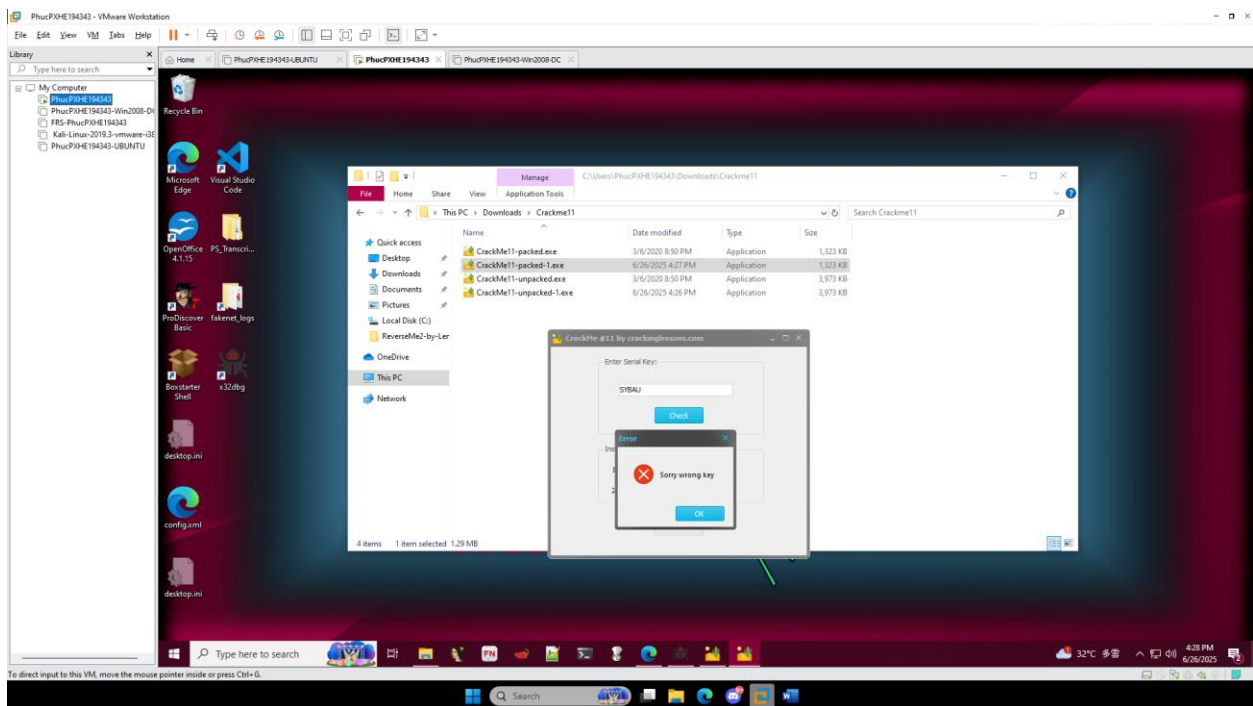 PhucPXHE194343 - VMware Workstation
File Edit View VM Tabs Help
Library
Type here to search
My Computer
PhucPXHE194343
PhucPXHE194343-Win2008-D
FRS-PhucPXHE194343
Kali-Linux-2019.3-vmware-i38
PhucPXHE194343-UBUNTU
Home PhucPXHE194343-UBUNTU PhucPXHE194343 PhucPXHE194343-Win2008-DC
Recycle Bin
Microsoft Edge
Visual Studio Code
OpenOffice 4.1.15
PS_Transcri...
ProDiscover Basic
fakenet_logs
Boxstarter Shell
x32dbg
desktop.ini
config.xml
desktop.ini
Manage C:\Users\PhucPXHE194343\Downloads\Crackme11
File Home Share View Application Tools
This PC > Downloads > Crackme11
Search Crackme11
Name Date modified Type Size
Quick access
Desktop
Downloads
Documents
Pictures
Local Disk (C:)
ReverseMe2-by-Ler
OneDrive
This PC
Network
CrackMe11-packed.exe 3/6/2020 8:50 PM Application 1,323 KB
CrackMe11-packed-1.exe 6/26/2025 4:27 PM Application 1,323 KB
CrackMe11-unpacked.exe 3/6/2020 8:50 PM Application 3,973 KB
CrackMe11-unpacked-1.exe 6/26/2025 4:26 PM Application 3,973 KB
4 items 1 item selected 1.29 MB
CrackMe #11 by crackinglessons.com
Enter Serial Key:
SYBAU
Check
Ins
1
2
Error
Sorry wrong key
OK
Type here to search
FN
32°C 多雲
4:28 PM
6/26/2025
2
To direct input to this VM, move the mouse pointer inside or press Ctrl+G.
Search